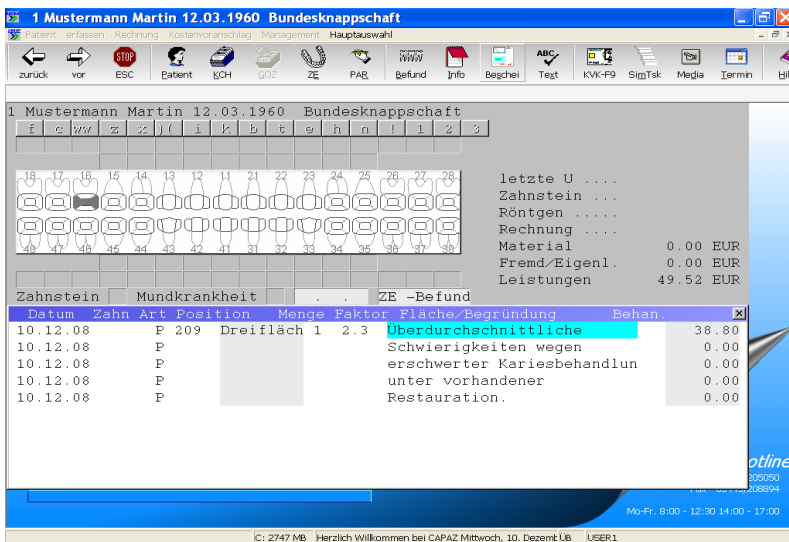 1 Mustermann Martin 12.03.1960 Bundesknappschaft
Patient erfassen Rechnung Kostenvoranschlag Management Hauptauswahl
STOP ABC
zurück vor ESC Patient KCH GOZ ZE PAR Befund Info Beschei Text KVK-F9 SimTsk Media Termin Hil
1 Mustermann Martin 12.03.1960 Bundesknappschaft
f c ww z x )( i k b t e h n ! 1 2 3
18 17 16 15 14 13 12 11 21 22 23 24 25 26 27 28
48 47 46 45 44 43 42 41 31 32 33 34 35 36 37 38
letzte U ....
Zahnstein ...
Röntgen .....
Rechnung ....
Material 0.00 EUR
Fremd/Eigenl. 0.00 EUR
Leistungen 49.52 EUR
Zahnstein Mundkrankheit . . ZE -Befund
Datum Zahn Art Position Menge Faktor Fläche/Begründung Behan.
10.12.08 P 209 Dreifläch 1 2.3 Überdurchschnittliche 38.80
10.12.08 P Schwierigkeiten wegen 0.00
10.12.08 P erschwerter Kariesbehandlun 0.00
10.12.08 P unter vorhandener 0.00
10.12.08 P Restauration. 0.00
otline
205050
208894
Mo-Fr. 8:00 - 12:30 14:00 - 17:00
C: 2747 MB Herzlich Willkommen bei CAPAZ Mittwoch, 10. Dezemt ÜB USER1